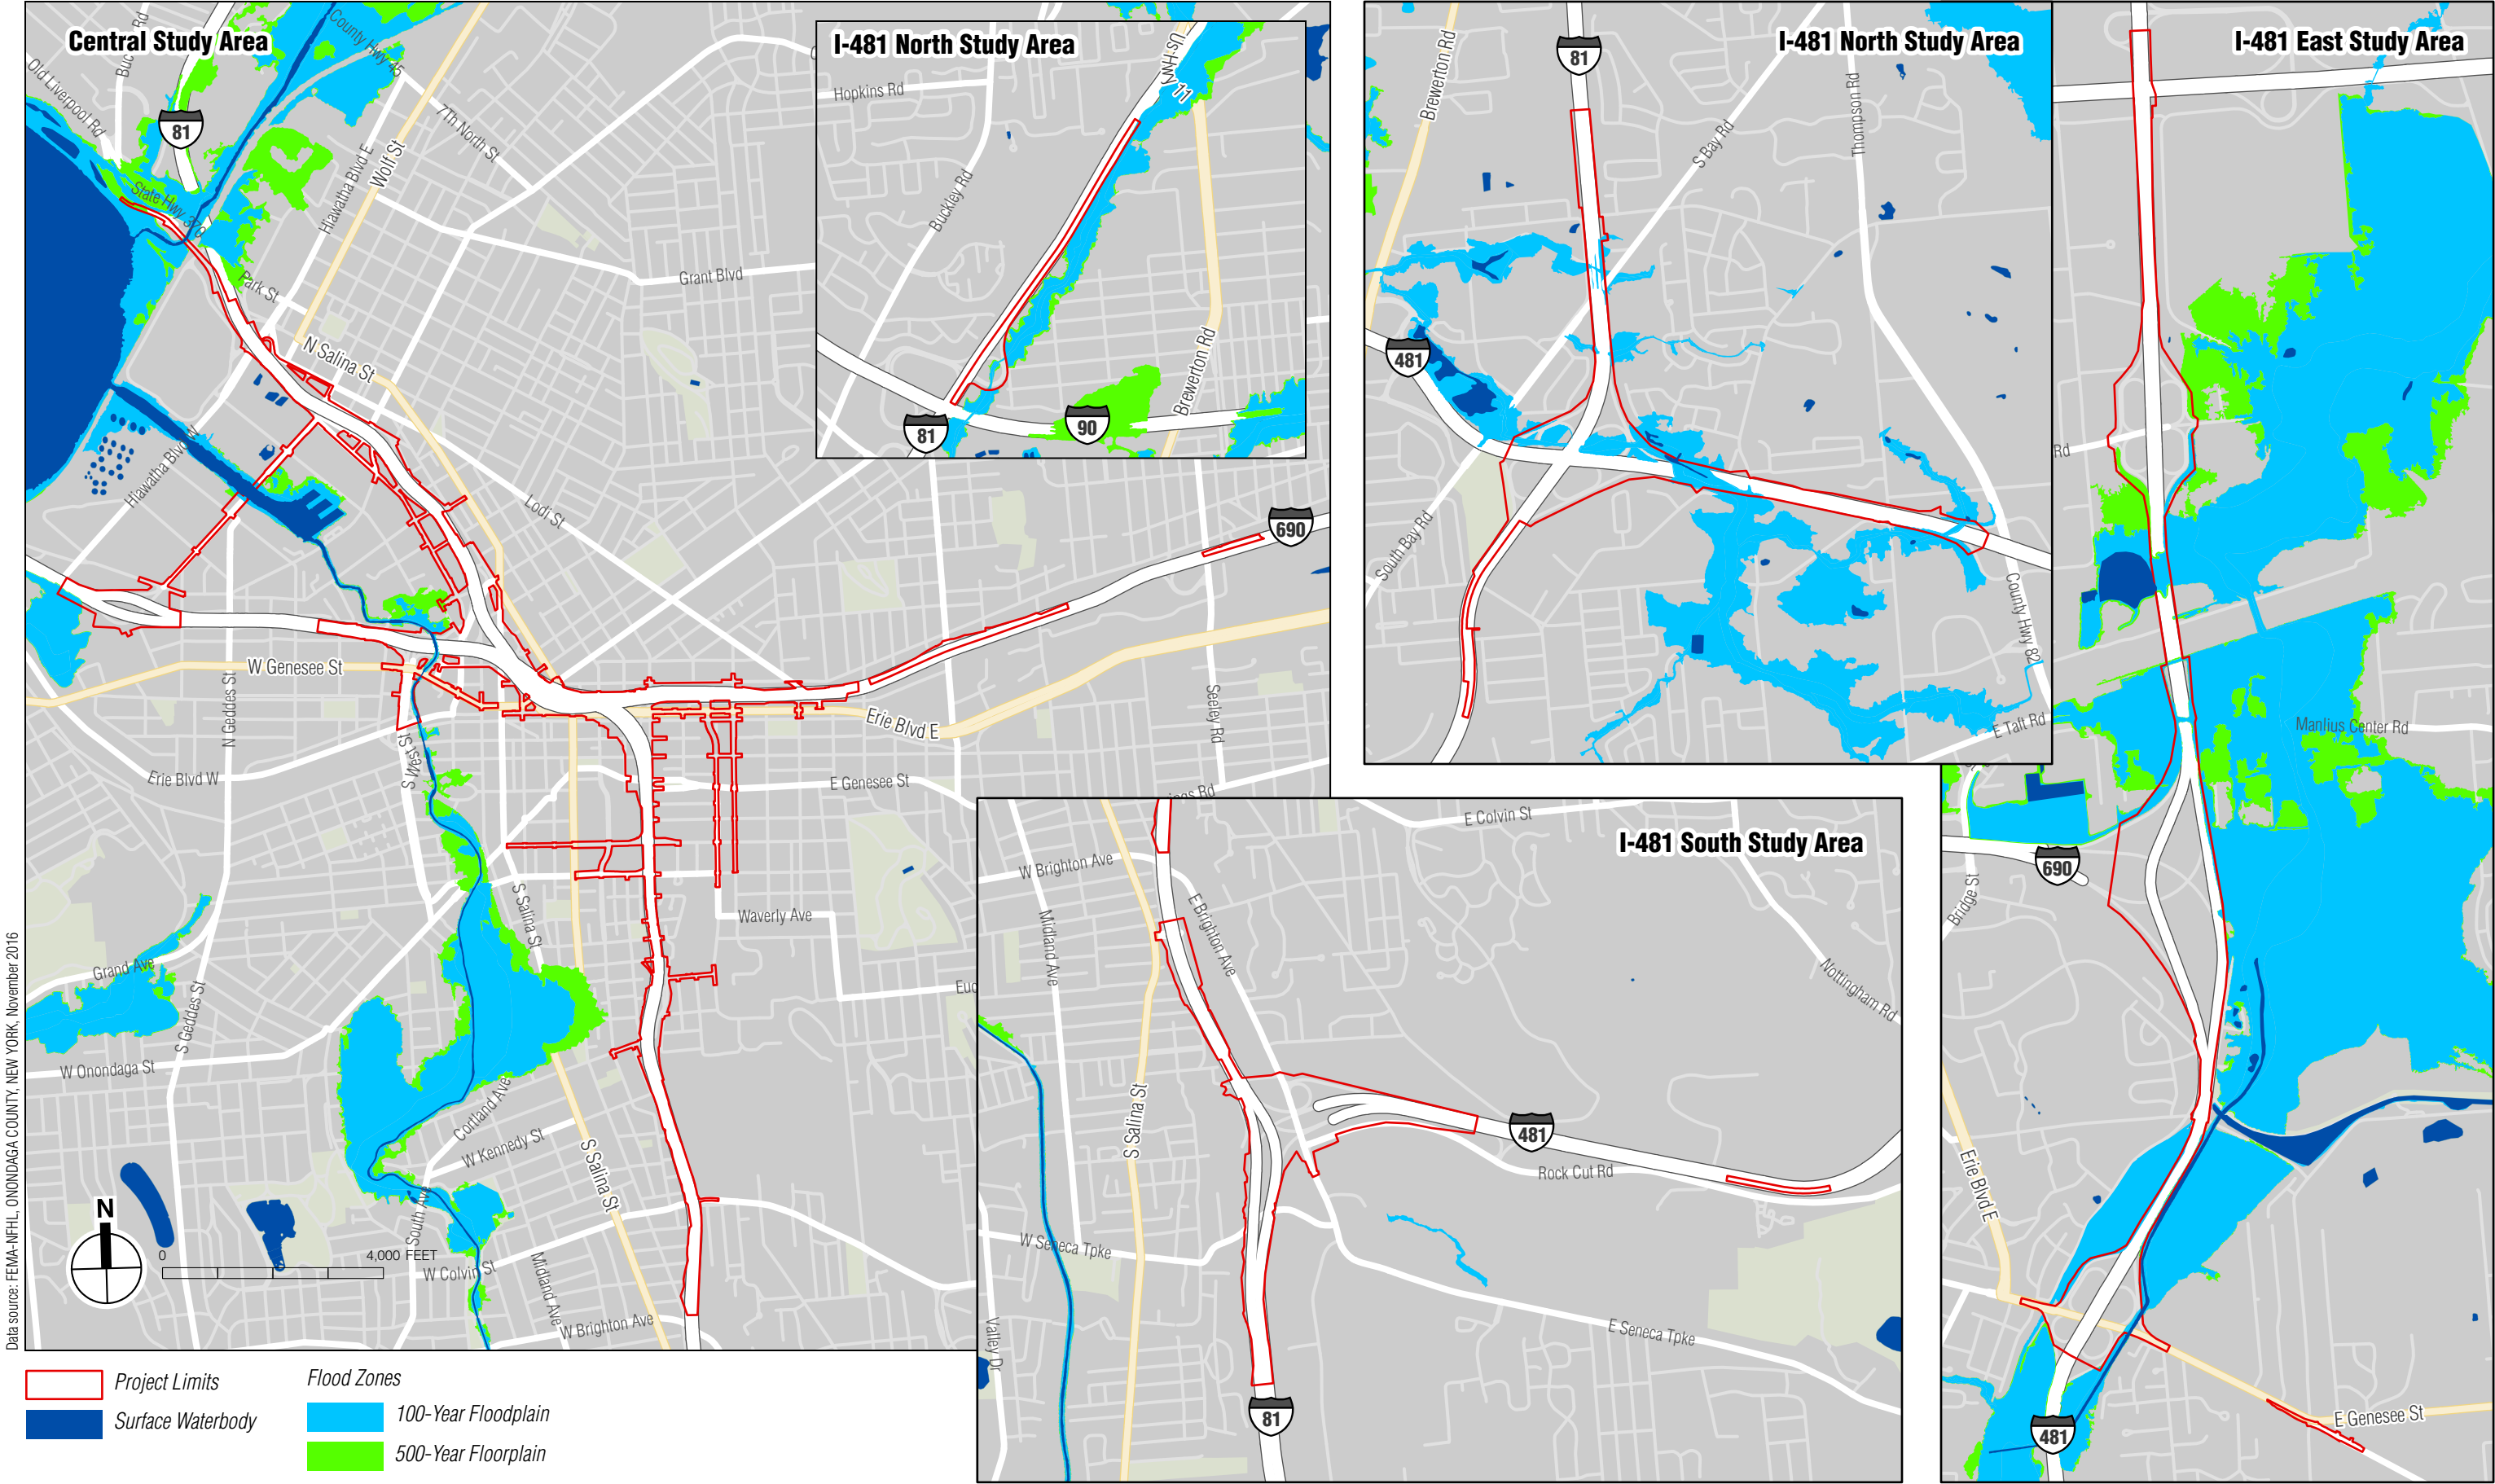 Central Study Area
Buckley Rd
County Hwy 45
Old Liverpool Rd
81
7Th North St
Hiawatha Blvd E
Wolf St
State Hwy 370
Park St
Grant Blvd
N Salina St
Hiawatha Blvd W
Lodi St
690
W Genesee St
N Geddes St
Erie Blvd E
Seeley Rd
S West St
Erie Blvd W
E Genesee St
S Salina St
Waverly Ave
Grand Ave
S Geddes St
W Onondaga St
Cortland Ave
W Kennedy St
S Salina St
South Ave
W Colvin St
Midland Ave
W Brighton Ave
N
0
4,000 FEET
I-481 North Study Area
US-HWY 11
Hopkins Rd
Buckley Rd
Brewerton Rd
81
90
I-481 North Study Area
Brewerton Rd
81
S Bay Rd
Thompson Rd
481
South Bay Rd
County Hwy 82
E Taft Rd
I-481 East Study Area
Rd
Manlius Center Rd
690
Bridge St
Erie Blvd E
E Genesee St
481
I-481 South Study Area
E Colvin St
W Brighton Ave
E Brighton Ave
Midland Ave
Nottingham Rd
S Salina St
481
Rock Cut Rd
W Seneca Tpke
E Seneca Tpke
Valley Dr
81
Data source: FEMA-NFHL, ONONDAGA COUNTY, NEW YORK, November 2016
Project Limits
Surface Waterbody
Flood Zones
100-Year Floodplain
500-Year Floorplain